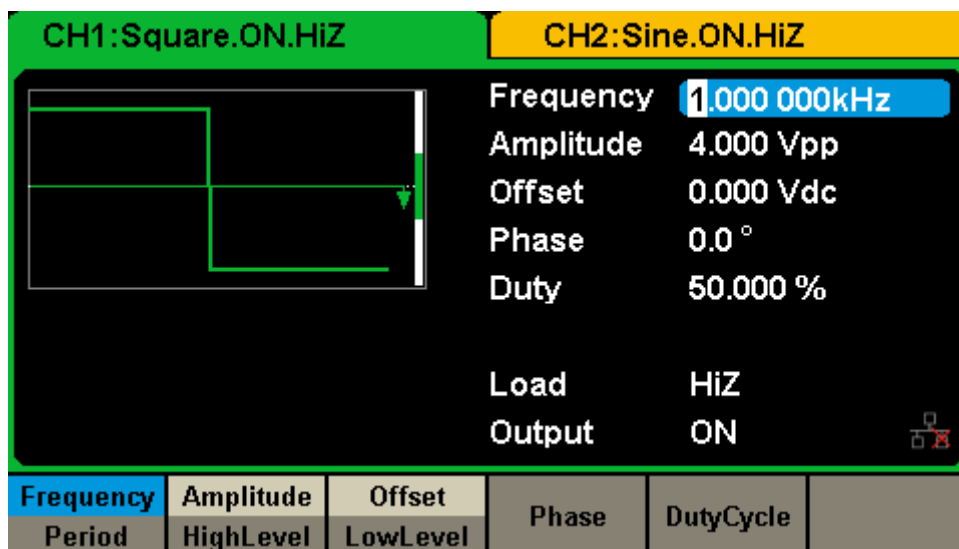 CH1:Square.ON.HiZ
CH2:Sine.ON.HiZ
Frequency 1.000 000kHz
Amplitude 4.000 Vpp
Offset 0.000 Vdc
Phase 0.0 °
Duty 50.000 %
Load HiZ
Output ON
Frequency Amplitude Offset Phase DutyCycle
Period HighLevel LowLevel